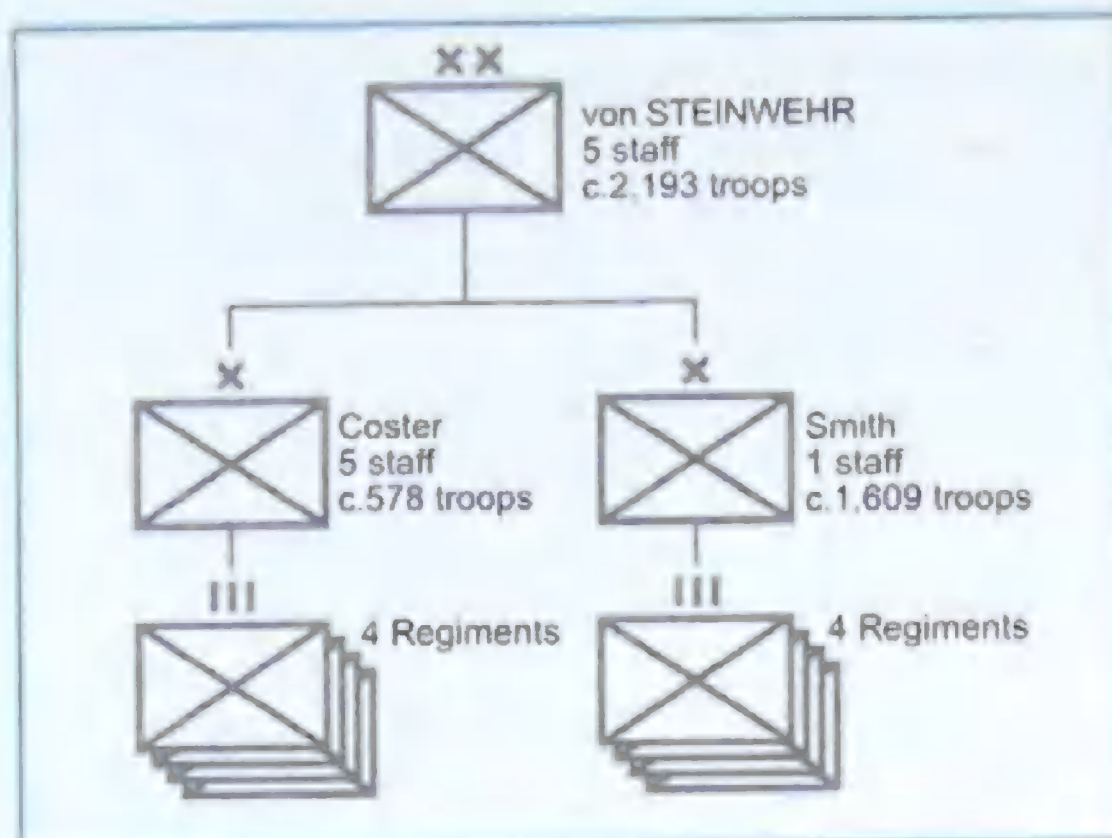 XX
von STEINWEHR
5 staff
c.2,193 troops
X
Coster
5 staff
c.578 troops
X
Smith
1 staff
c.1,609 troops
III
4 Regiments
III
4 Regiments